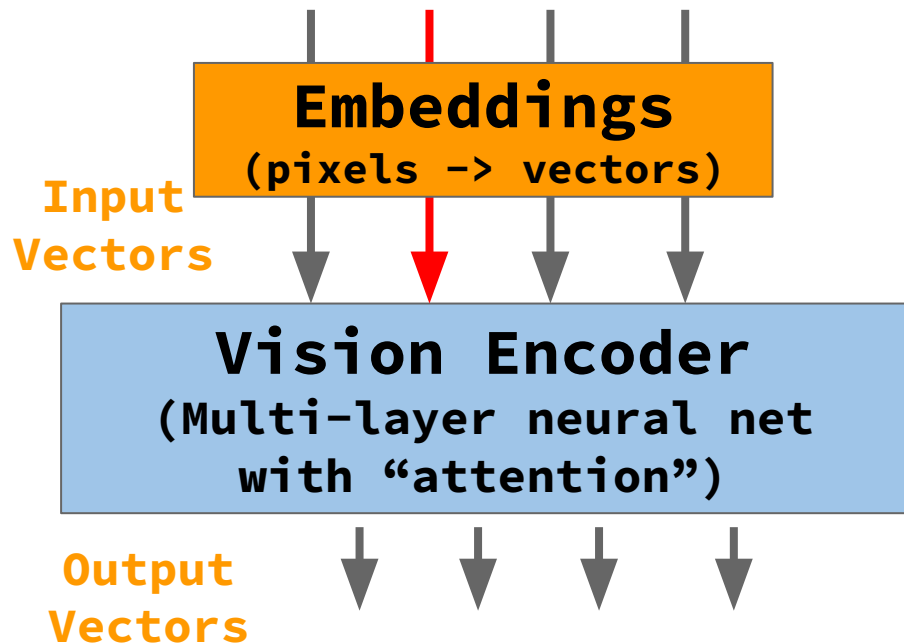 Embeddings
(pixels -> vectors)
Input
Vectors
Vision Encoder
(Multi-layer neural net
with “attention”)
Output
Vectors